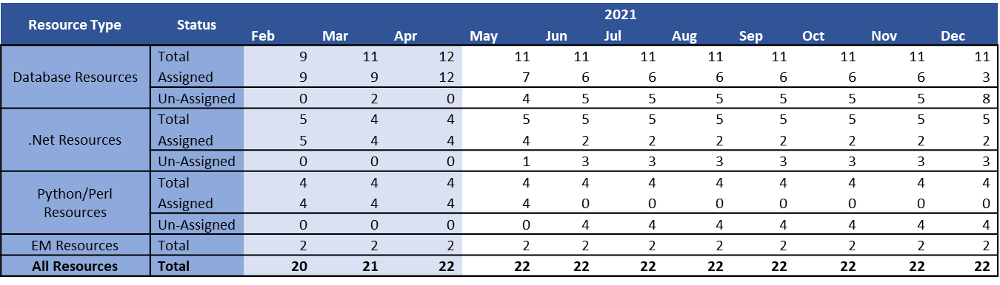 2021
Resource Type Status Feb Mar Apr May Jun Jul Aug Sep Oct Nov Dec
Total 9 11 12 11 11 11 11 11 11 11 11
Database Resources Assigned 9 9 12 7 6 6 6 6 6 6 3
Un-Assigned 0 2 0 4 5 5 5 5 5 5 8
Total 5 4 4 5 5 5 5 5 5 5 5
.Net Resources Assigned 5 4 4 4 2 2 2 2 2 2 2
Un-Assigned 0 0 0 1 3 3 3 3 3 3 3
Total 4 4 4 4 4 4 4 4 4 4 4
Python/Perl
Resources
Assigned 4 4 4 4 0 0 0 0 0 0 0
Un-Assigned 0 0 0 0 4 4 4 4 4 4 4
EM Resources Total 2 2 2 2 2 2 2 2 2 2 2
All Resources Total 20 21 22 22 22 22 22 22 22 22 22